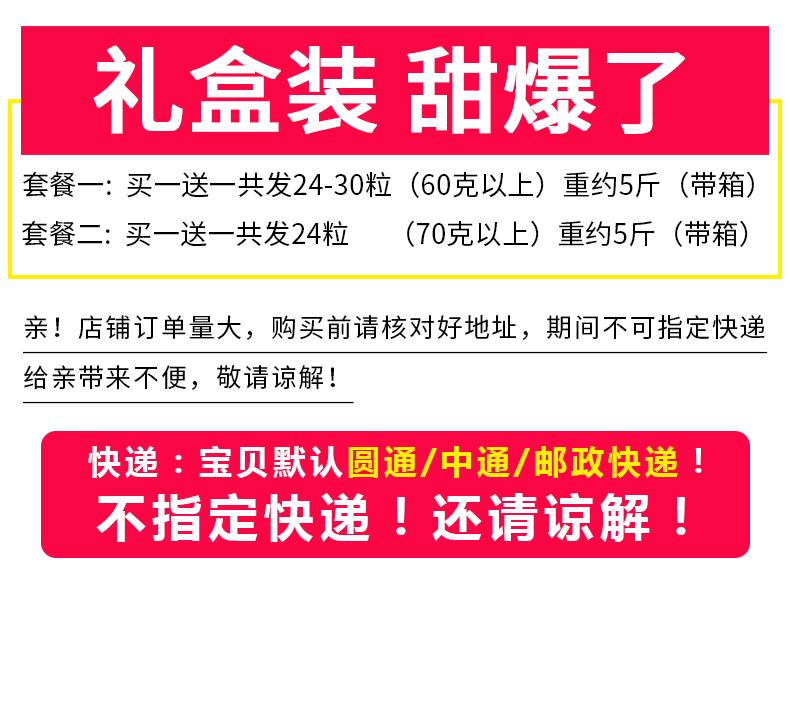 礼盒装 甜爆了
套餐一: 买一送一共发24-30粒（60克以上）重约5斤（带箱）
套餐二: 买一送一共发24粒 （70克以上）重约5斤（带箱）
亲！店铺订单量大，购买前请核对好地址，期间不可指定快递
给亲带来不便，敬请谅解！
快递：宝贝默认圆通/中通/邮政快递！
不指定快递！还请谅解！